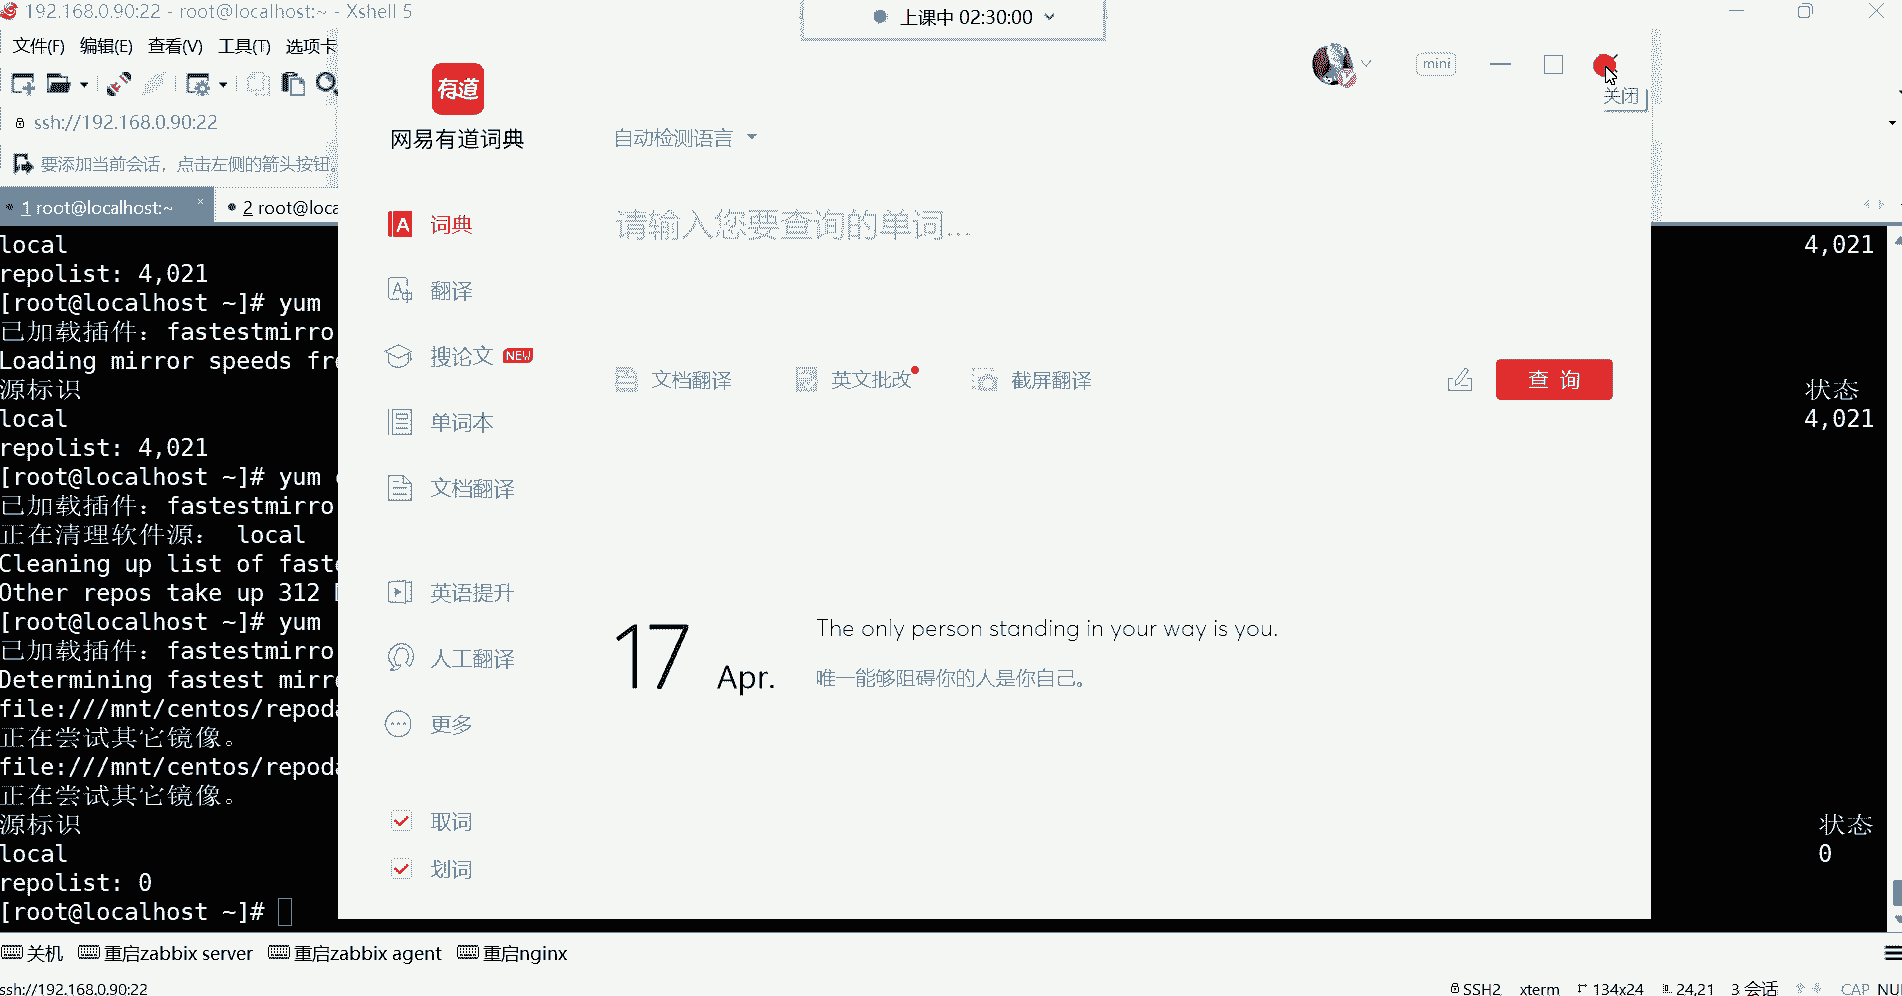 192.168.0.90:22 - root@localhost:~ - Xshell 5
上课中 02:30:00
文件(F) 编辑(E) 查看(V) 工具(T) 选项卡
mini
关闭
ssh://192.168.0.90:22
要添加当前会话，点击左侧的箭头按钮。
1 root@localhost:~ × 2 root@loca
有道
网易有道词典
自动检测语言
请输入您要查询的单词...
词典
翻译
搜论文 NEW
单词本
文档翻译
英语提升
人工翻译
更多
取词
划词
文档翻译 英文批改 截屏翻译 查 询
17 Apr.
The only person standing in your way is you.
唯一能够阻碍你的人是你自己。
local 4,021
repolist: 4,021
[root@localhost ~]# yum
已加载插件：fastestmirro
Loading mirror speeds fr
源标识 状态
local 4,021
repolist: 4,021
[root@localhost ~]# yum
已加载插件：fastestmirro
正在清理软件源： local
Cleaning up list of fast
Other repos take up 312
[root@localhost ~]# yum
已加载插件：fastestmirro
Determining fastest mirr
file:///mnt/centos/repod
正在尝试其它镜像。
file:///mnt/centos/repod
正在尝试其它镜像。
源标识 状态
local 0
repolist: 0
[root@localhost ~]#
关机 重启zabbix server 重启zabbix agent 重启nginx
ssh://192.168.0.90:22 SSH2 xterm 134x24 24,21 3 会话 CAP NU